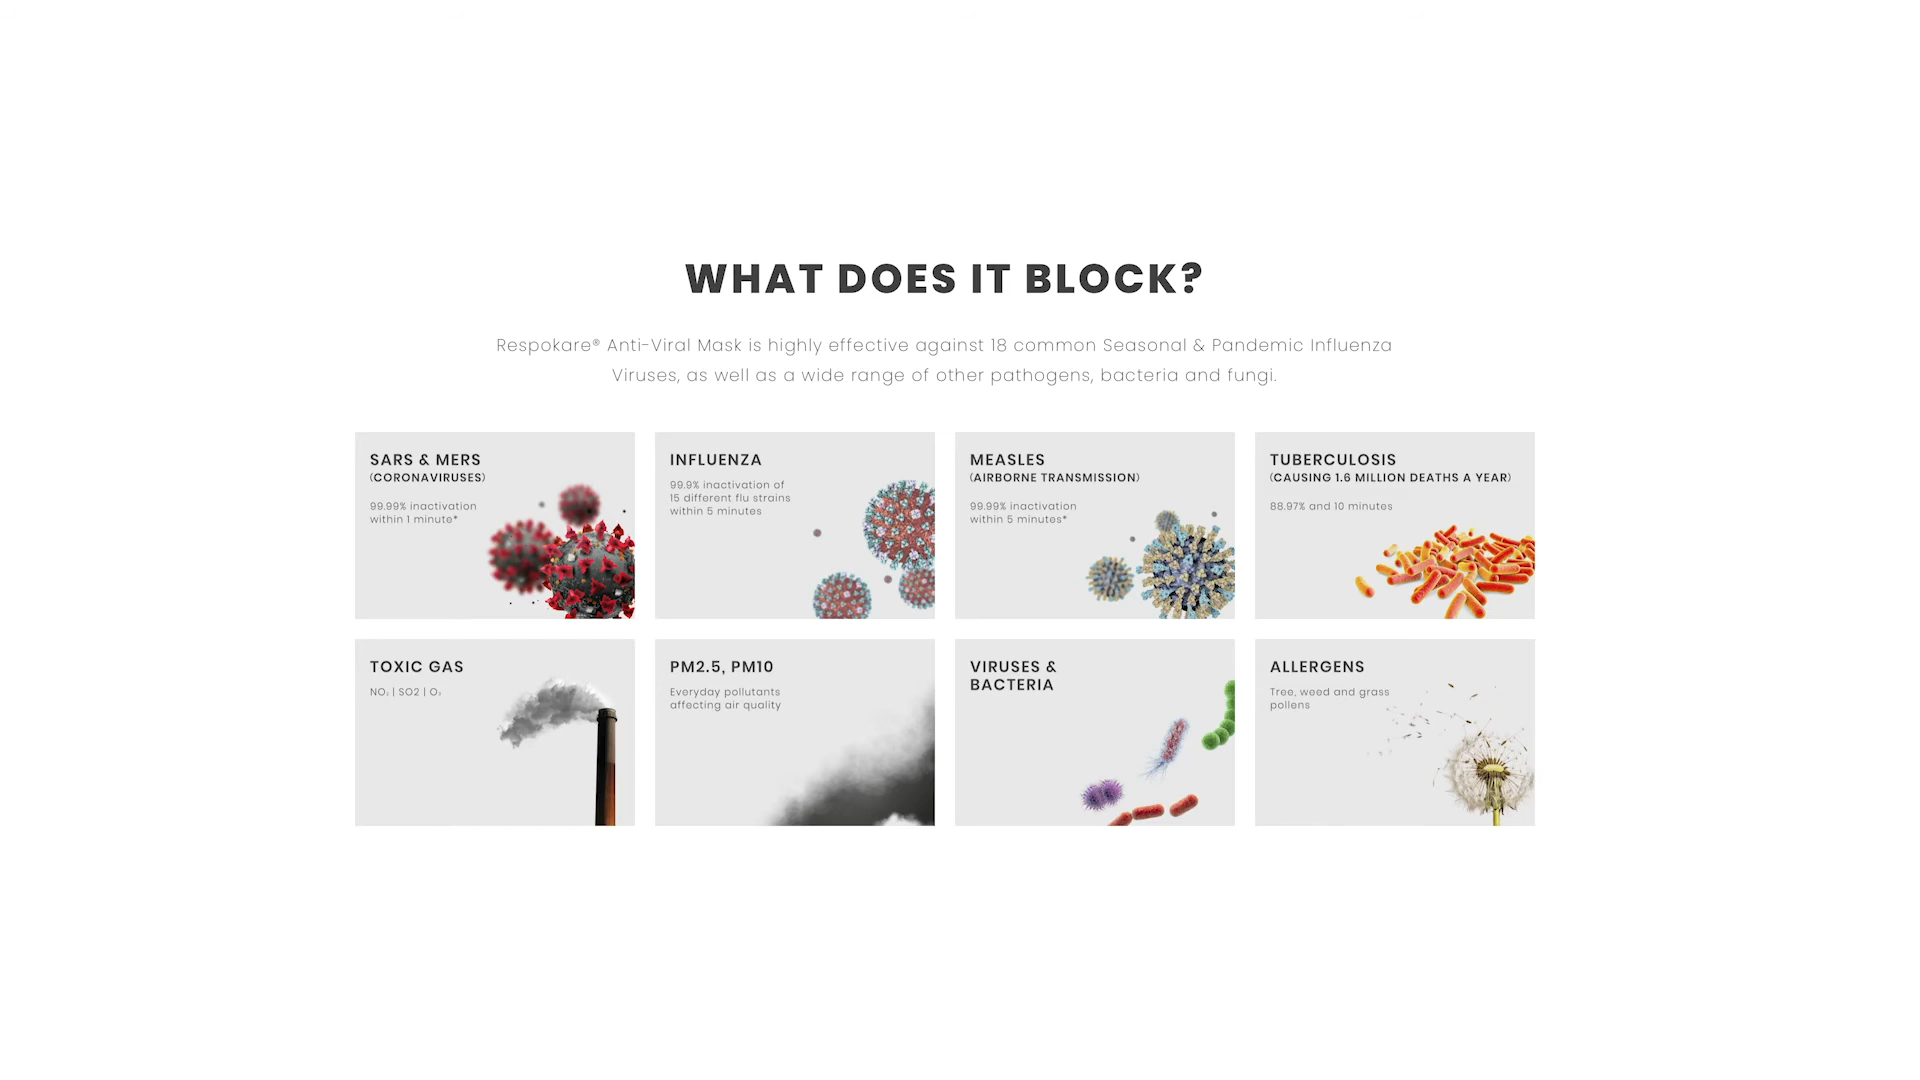 WHAT DOES IT BLOCK?
Respokare® Anti-Viral Mask is highly effective against 18 common Seasonal & Pandemic Influenza
Viruses, as well as a wide range of other pathogens, bacteria and fungi.
SARS & MERS
(CORONAVIRUSES)
99.99% inactivation
within 1 minute*
INFLUENZA
99.9% inactivation of
15 different flu strains
within 5 minutes
MEASLES
(AIRBORNE TRANSMISSION)
99.99% inactivation
within 5 minutes*
TUBERCULOSIS
(CAUSING 1.6 MILLION DEATHS A YEAR)
88.97% and 10 minutes
TOXIC GAS
NO₂ | SO2 | O₃
PM2.5, PM10
Everyday pollutants
affecting air quality
VIRUSES &
BACTERIA
ALLERGENS
Tree, weed and grass
pollens